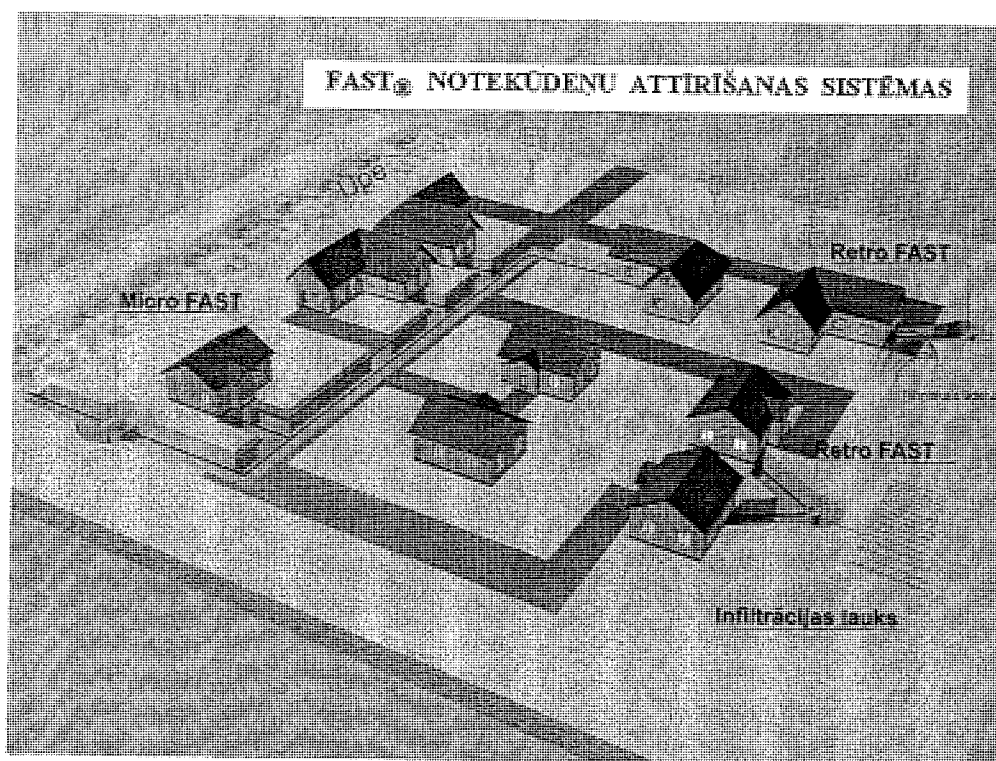 FAST® NOTEKŪDEŅU ATTĪRĪŠANAS SISTĒMAS
Upe
Retro FAST
Micro FAST
Retro FAST
Infiltrācijas lauks